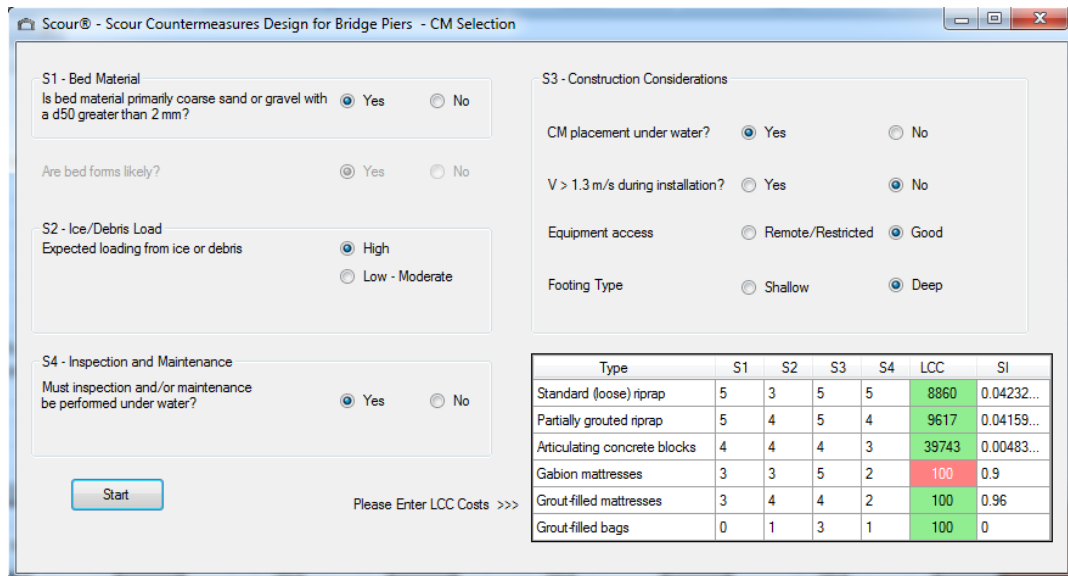 Scour® - Scour Countermeasures Design for Bridge Piers - CM Selection
S1 - Bed Material
Is bed material primarily coarse sand or gravel with
a d50 greater than 2 mm?
Yes No
Are bed forms likely? Yes No
S2 - Ice/Debris Load
Expected loading from ice or debris High
Low - Moderate
S4 - Inspection and Maintenance
Must inspection and/or maintenance
be performed under water?
Yes No
Start
Please Enter LCC Costs >>>
S3 - Construction Considerations
CM placement under water? Yes No
V > 1.3 m/s during installation? Yes No
Equipment access Remote/Restricted Good
Footing Type Shallow Deep
Type S1 S2 S3 S4 LCC SI
Standard (loose) riprap 5 3 5 5 8860 0.04232...
Partially grouted riprap 5 4 5 4 9617 0.04159...
Articulating concrete blocks 4 4 4 3 39743 0.00483...
Gabion mattresses 3 3 5 2 100 0.9
Grout-filled mattresses 3 4 4 2 100 0.96
Grout-filled bags 0 1 3 1 100 0